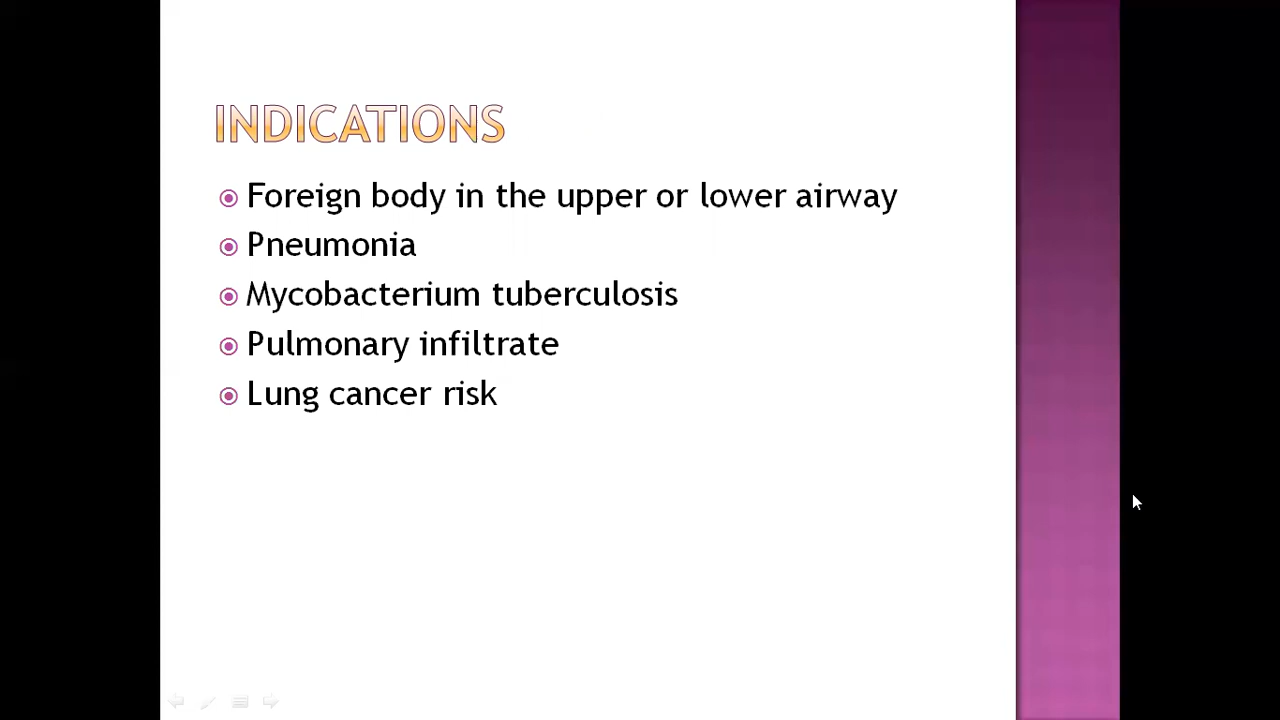 INDICATIONS
Foreign body in the upper or lower airway
Pneumonia
Mycobacterium tuberculosis
Pulmonary infiltrate
Lung cancer risk